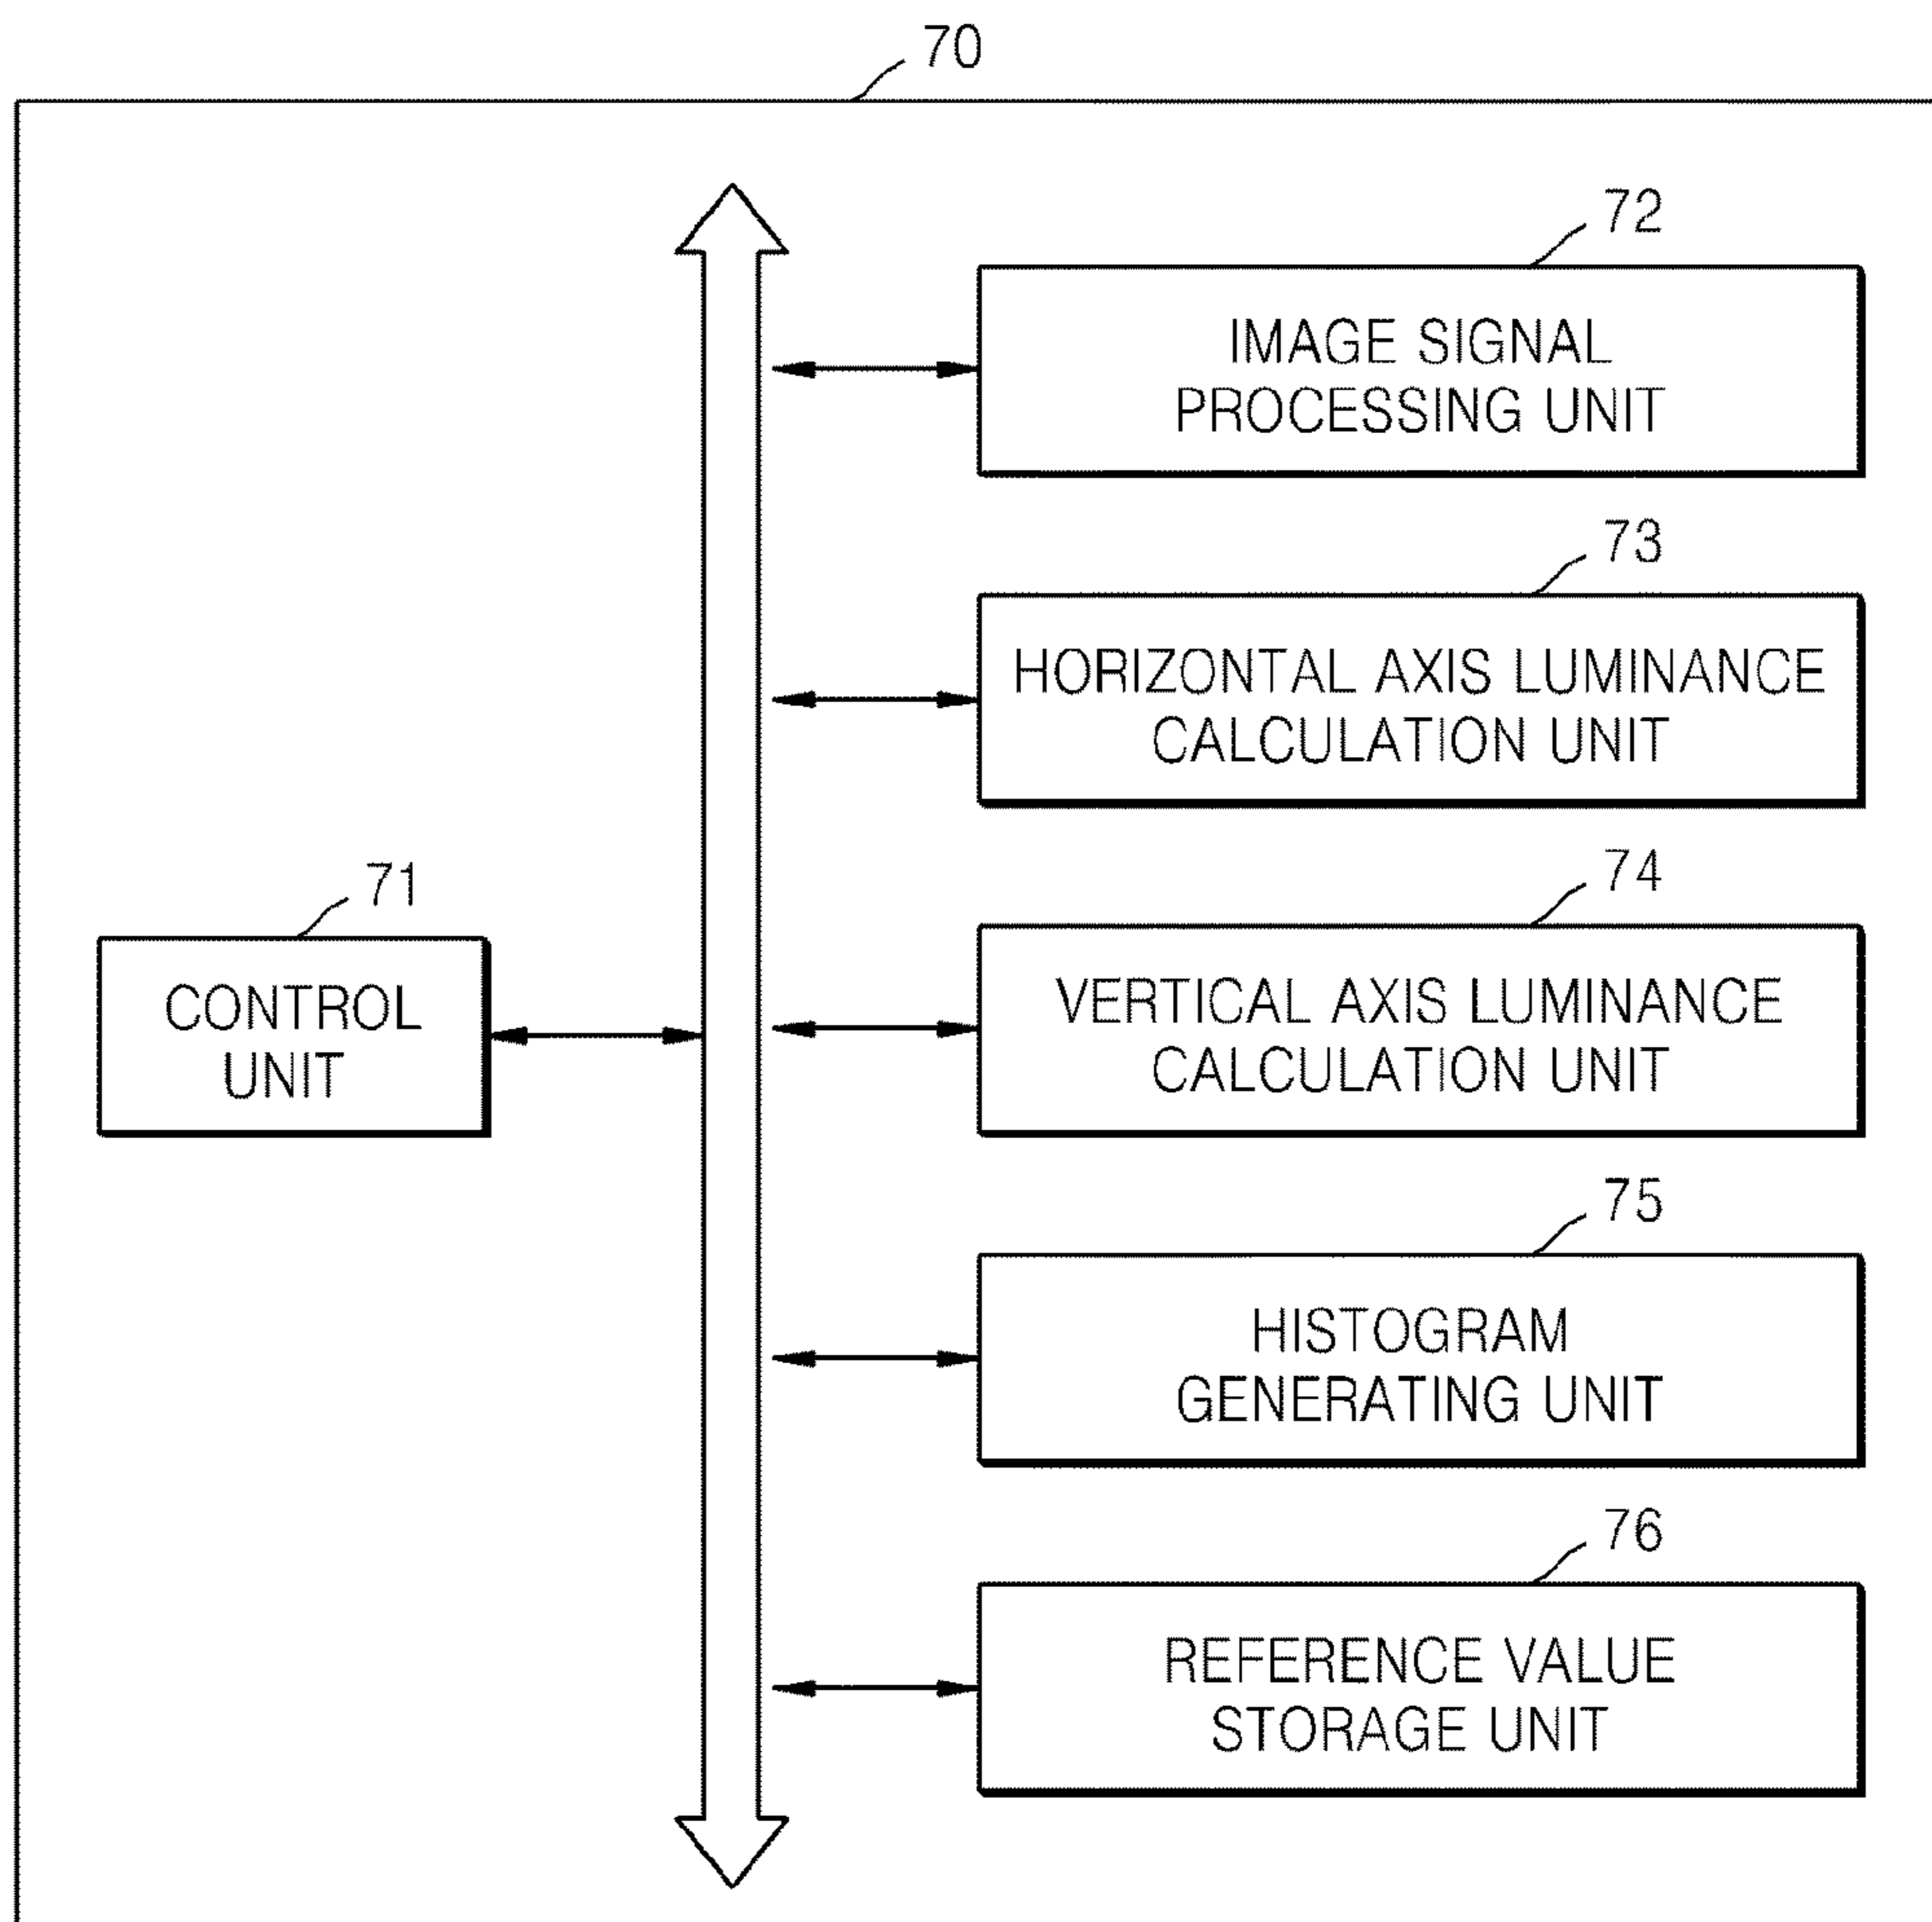 70
72
IMAGE SIGNAL
PROCESSING UNIT
73
HORIZONTAL AXIS LUMINANCE
CALCULATION UNIT
71
CONTROL
UNIT
74
VERTICAL AXIS LUMINANCE
CALCULATION UNIT
75
HISTOGRAM
GENERATING UNIT
76
REFERENCE VALUE
STORAGE UNIT